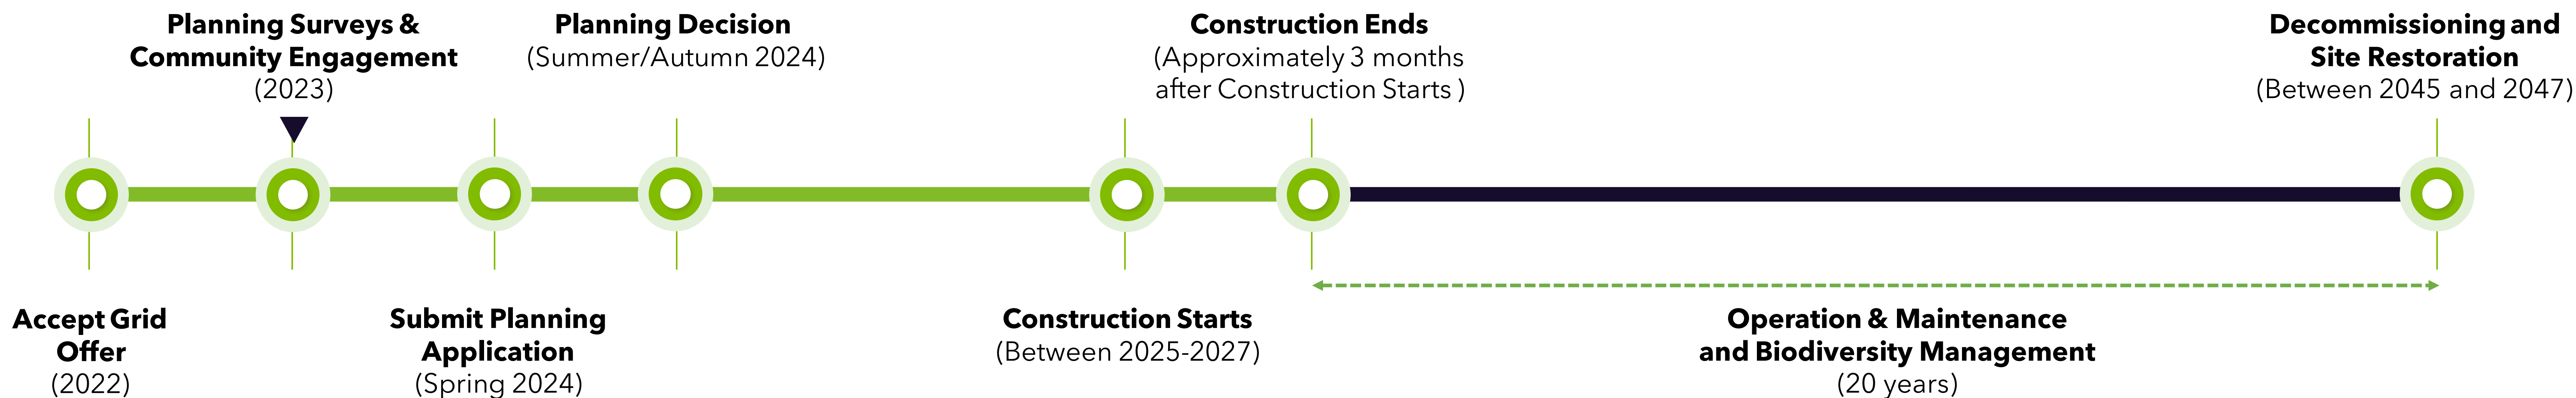 Planning Surveys &
Community Engagement
(2023)
Planning Decision
(Summer/Autumn 2024)
Construction Ends
(Approximately 3 months
after Construction Starts )
Decommissioning and
Site Restoration
(Between 2045 and 2047)
Accept Grid
Offer
(2022)
Submit Planning
Application
(Spring 2024)
Construction Starts
(Between 2025-2027)
Operation & Maintenance
and Biodiversity Management
(20 years)